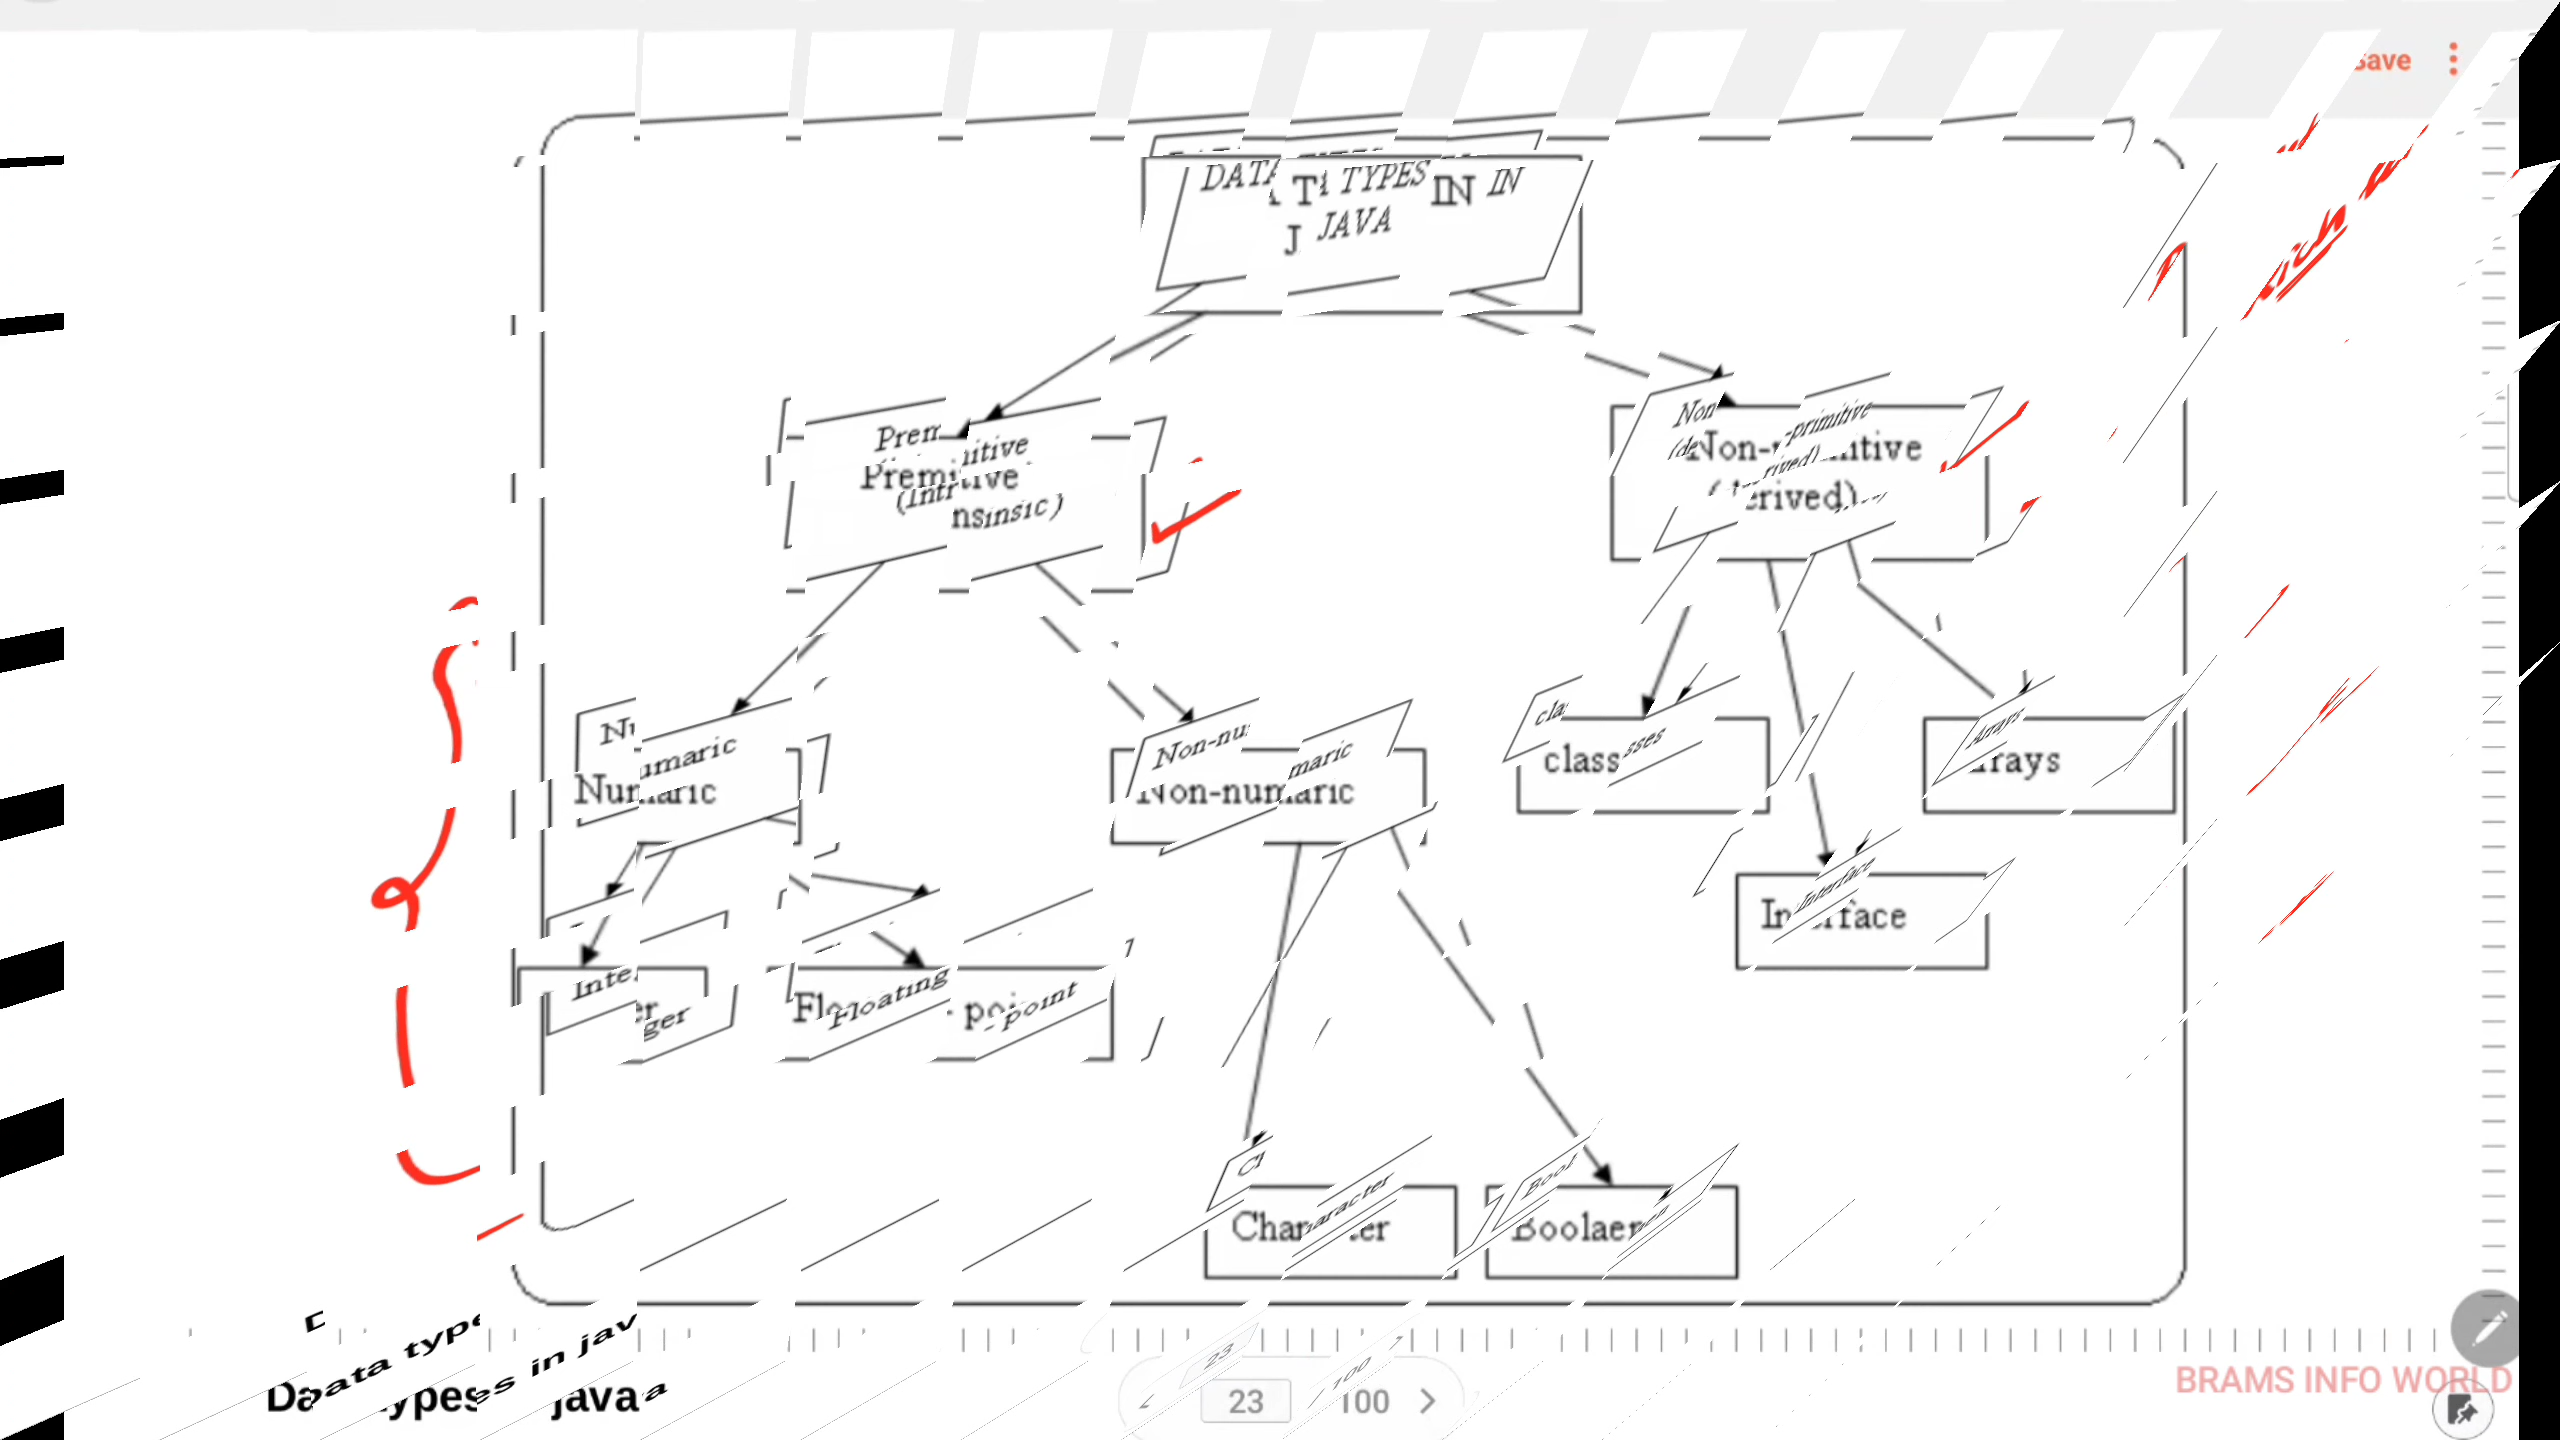 save
DATA TYPES IN
JAVA
Premitive
(Intrinsic)
Non-primitive
(derived)
Numaric
Non-numaric
classes
Arrays
Interface
Integer
Floating - point
Character
Data types in java
23
100
BRAMS INFO WORLD